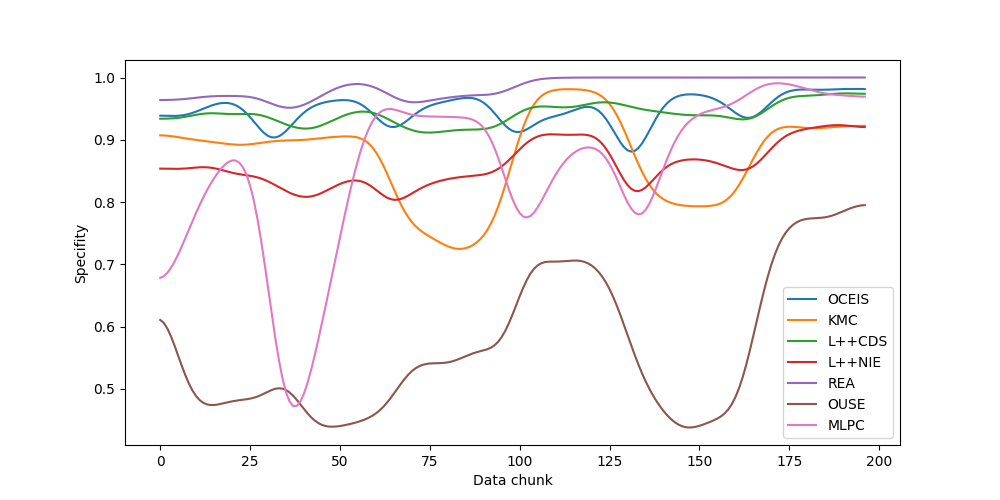 1.0
0.9
0.8
0.7
0.6
0.5
Specifity
0 25 50 75 100 125 150 175 200
Data chunk
OCEIS
KMC
L++CDS
L++NIE
REA
OUSE
MLPC